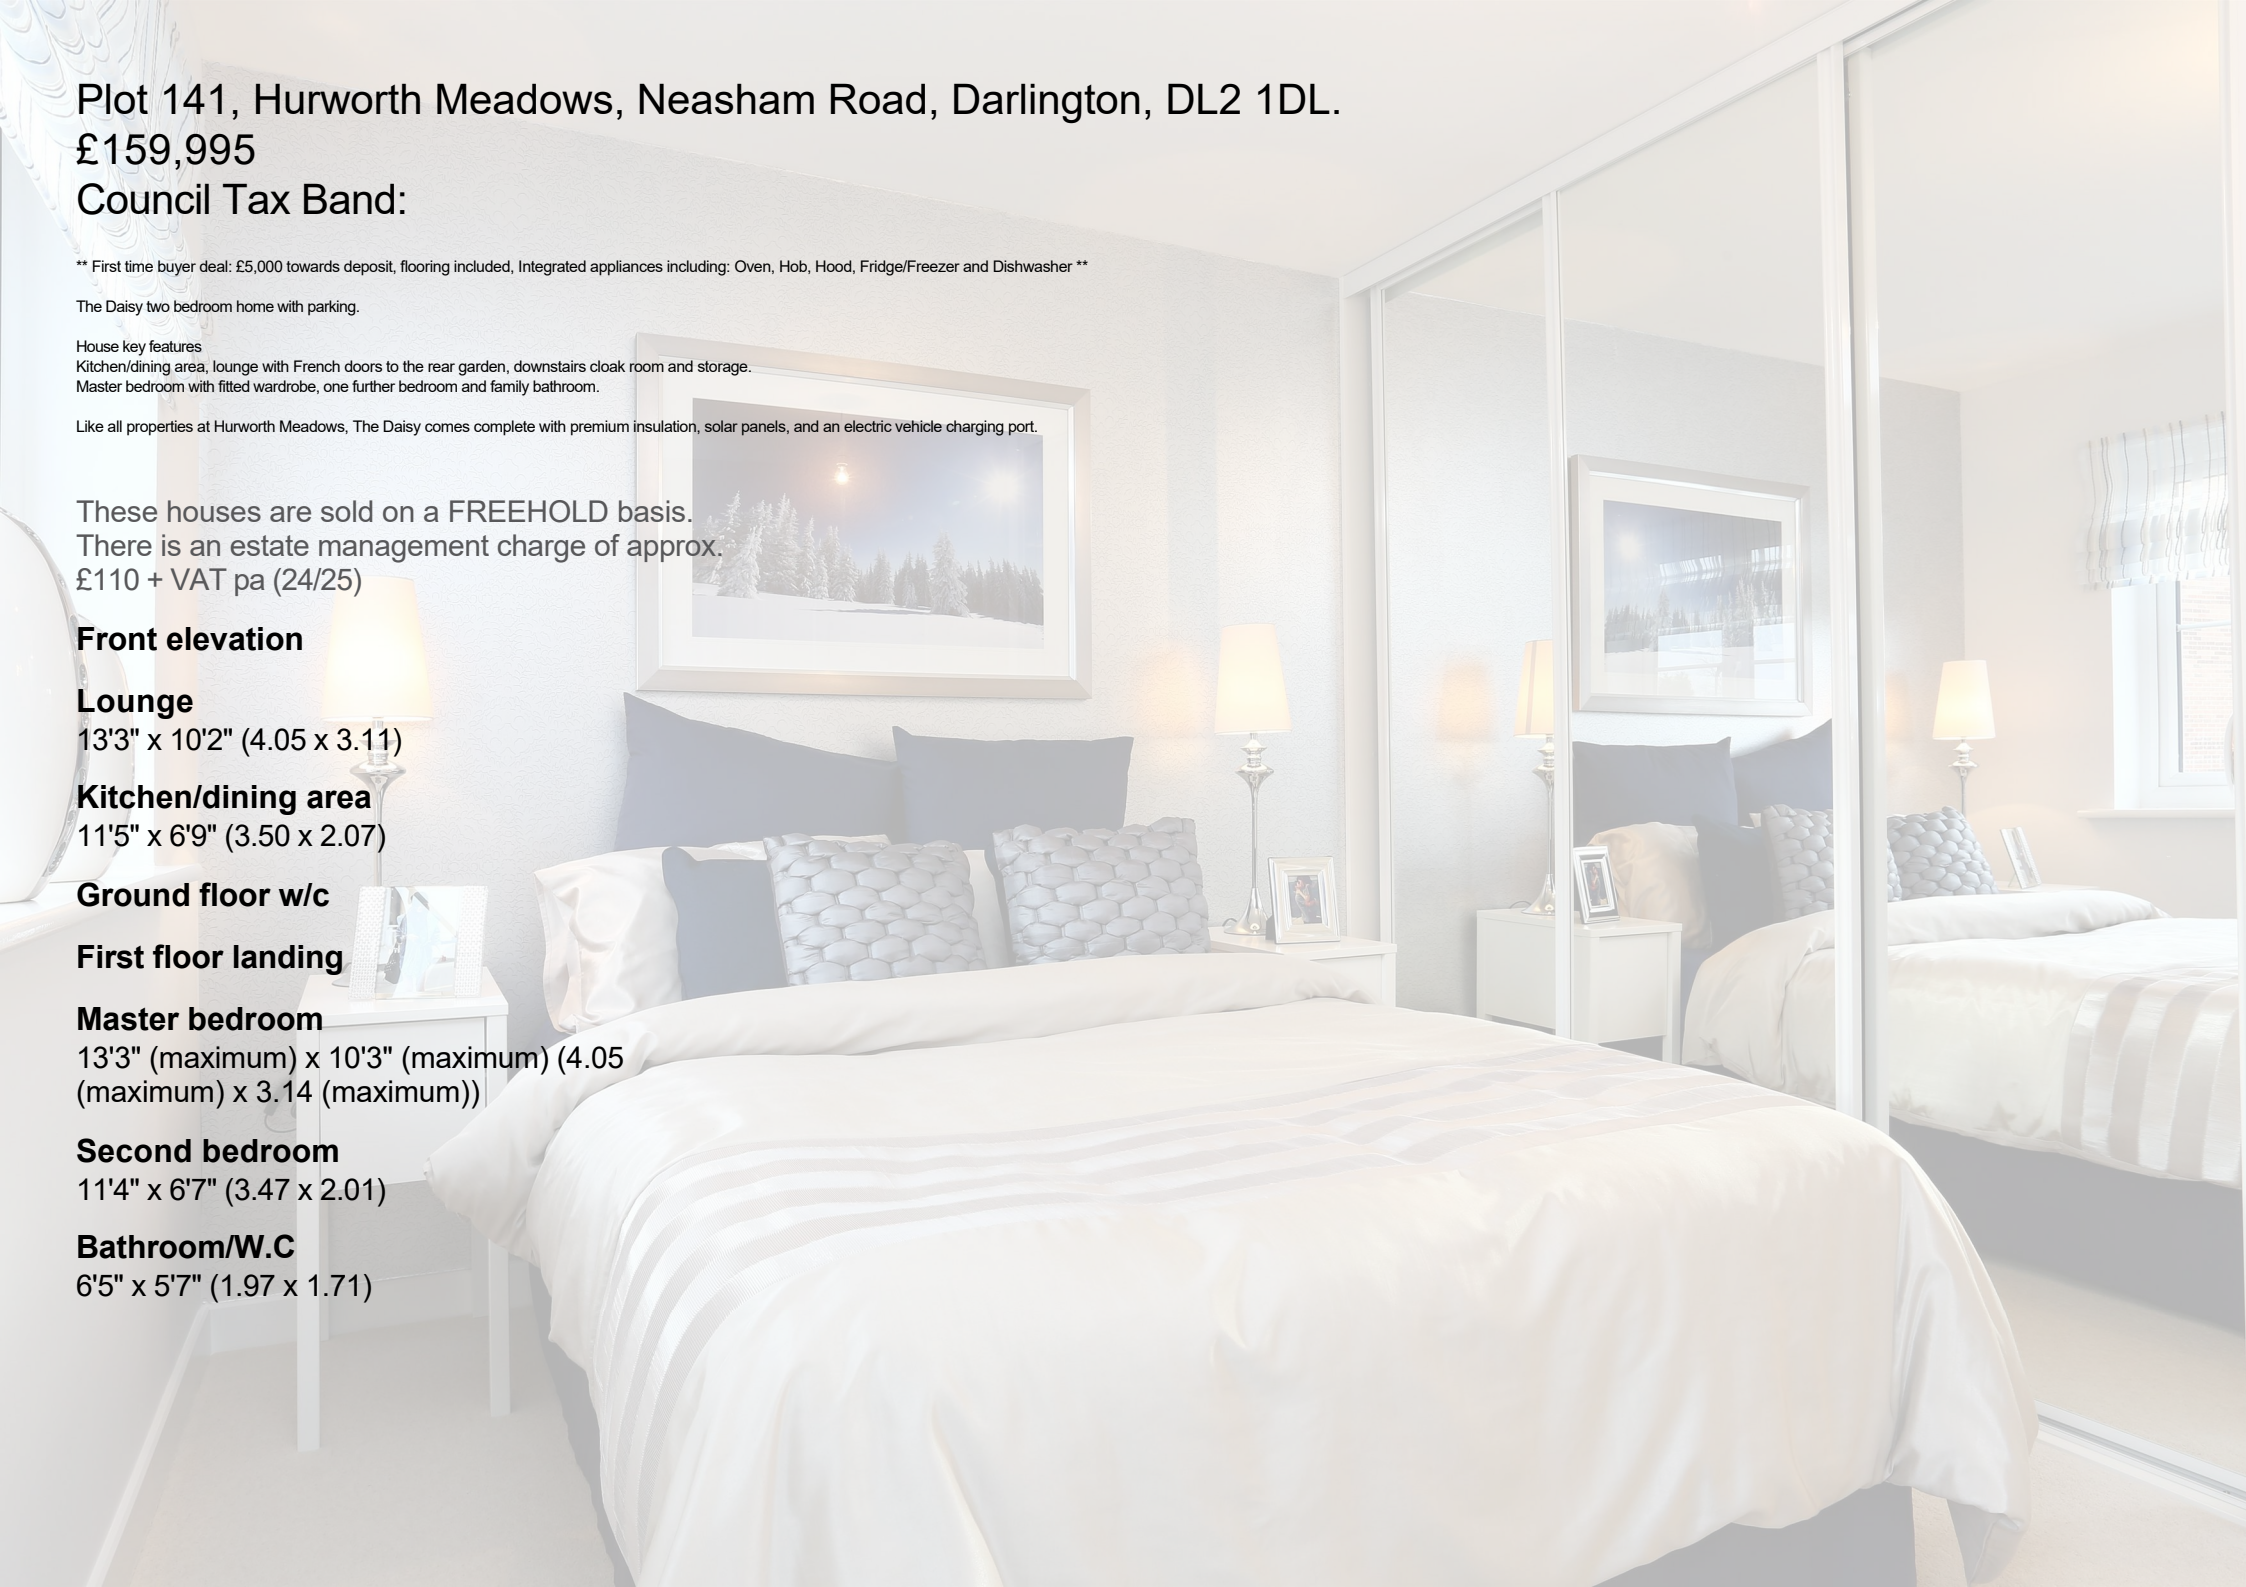 Plot 141, Hurworth Meadows, Neasham Road, Darlington, DL2 1DL.
£159,995
Council Tax Band:
** First time buyer deal: £5,000 towards deposit, flooring included, Integrated appliances including: Oven, Hob, Hood, Fridge/Freezer and Dishwasher **
The Daisy two bedroom home with parking.
House key features
Kitchen/dining area, lounge with French doors to the rear garden, downstairs cloak room and storage.
Master bedroom with fitted wardrobe, one further bedroom and family bathroom.
Like all properties at Hurworth Meadows, The Daisy comes complete with premium insulation, solar panels, and an electric vehicle charging port.
These houses are sold on a FREEHOLD basis.
There is an estate management charge of approx.
£110 + VAT pa (24/25)
Front elevation
Lounge
13'3" x 10'2" (4.05 x 3.11)
Kitchen/dining area
11'5" x 6'9" (3.50 x 2.07)
Ground floor w/c
First floor landing
Master bedroom
13'3" (maximum) x 10'3" (maximum) (4.05
(maximum) x 3.14 (maximum))
Second bedroom
11'4" x 6'7" (3.47 x 2.01)
Bathroom/W.C
6'5" x 5'7" (1.97 x 1.71)